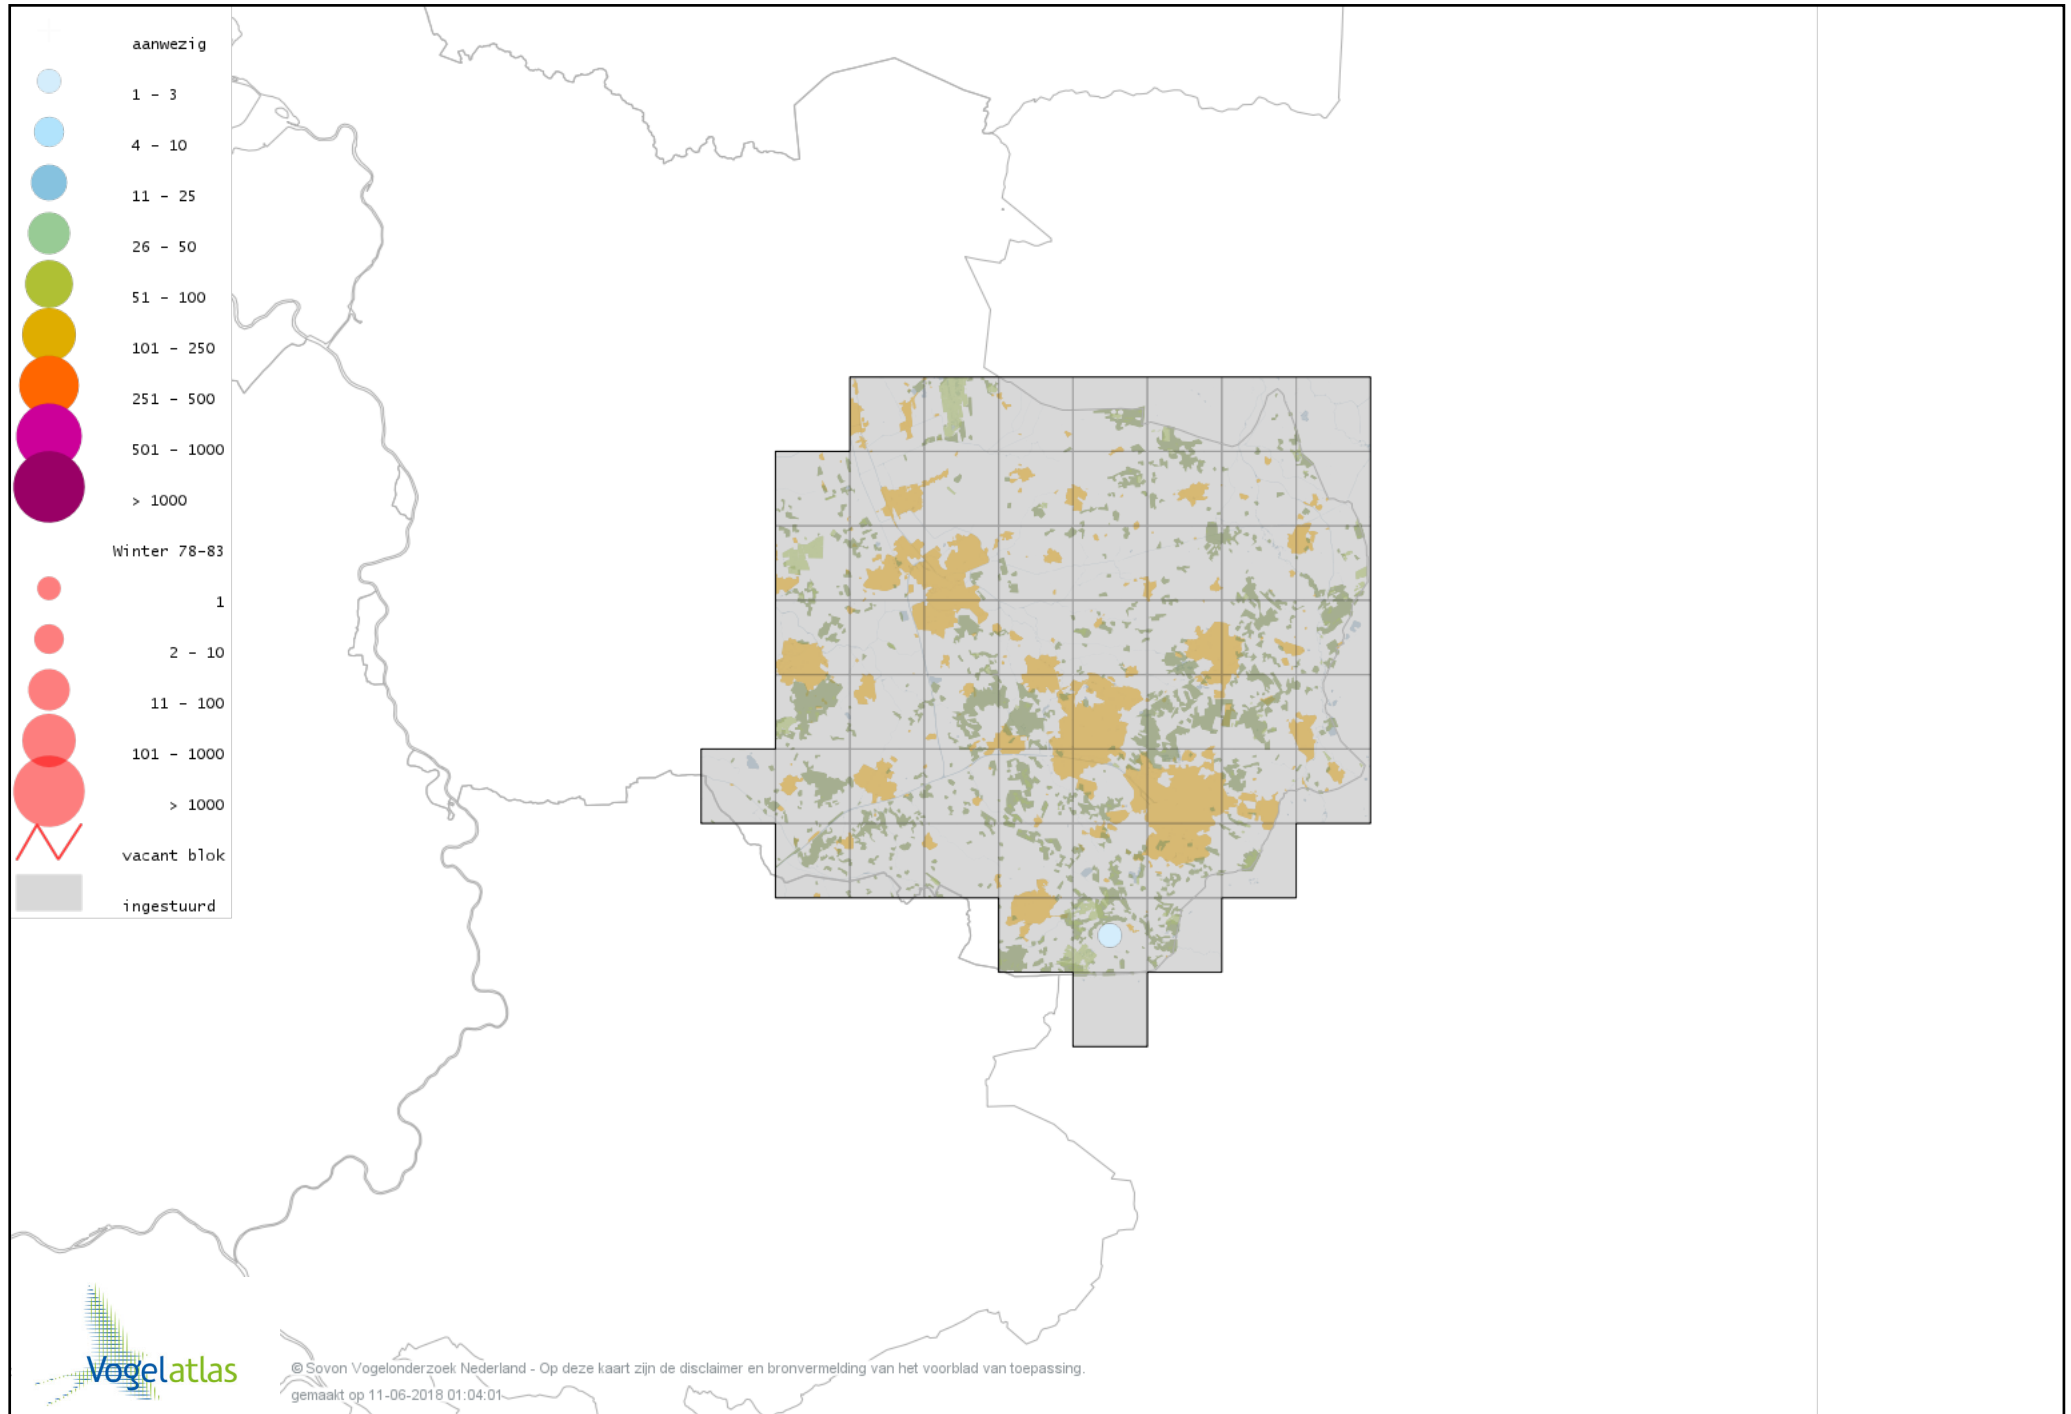 aanwezig
1 - 3
4 - 10
11 - 25
26 - 50
51 - 100
101 - 250
251 - 500
501 - 1000
> 1000
Winter 78-83
1
2 - 10
11 - 100
101 - 1000
> 1000
vacant blok
ingestuurd
Vogelatlas
© Sovon Vogelonderzoek Nederland - Op deze kaart zijn de disclaimer en bronvermelding van het voorblad van toepassing.
gemaakt op 11-06-2018 01:04:01